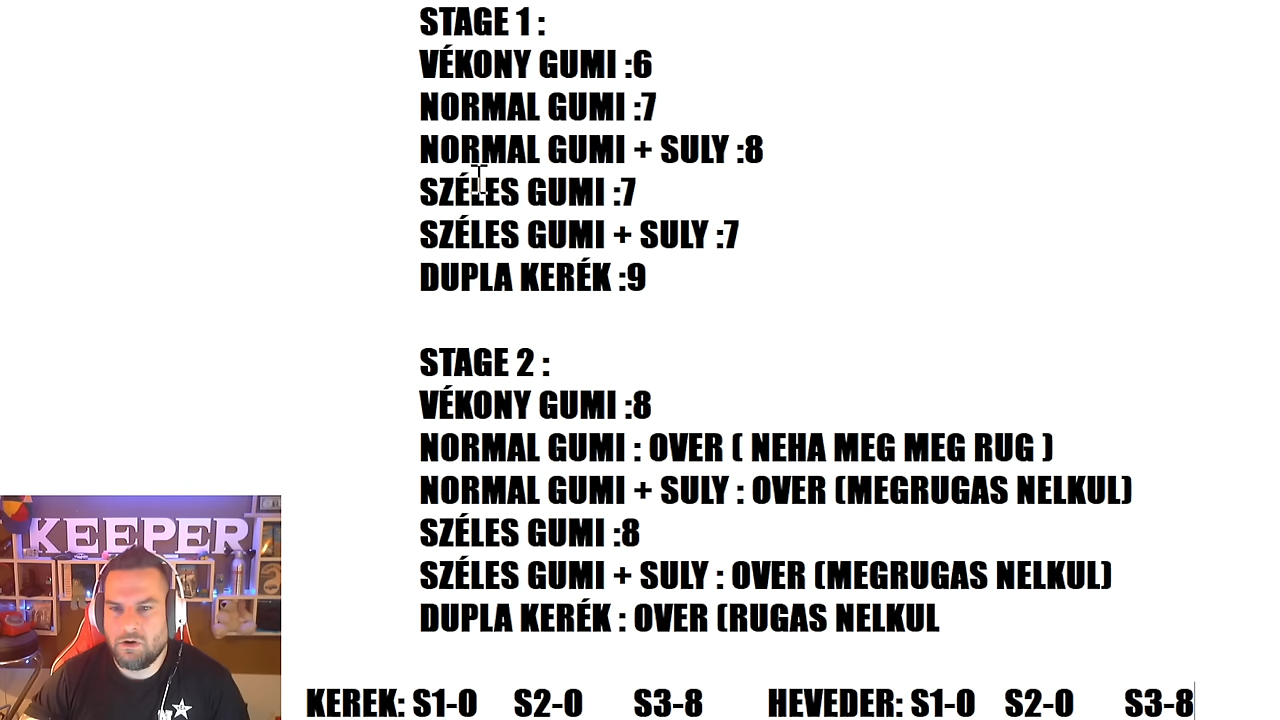 STAGE 1 :
VÉKONY GUMI :6
NORMAL GUMI :7
NORMAL GUMI + SULY :8
SZÉLES GUMI :7
SZÉLES GUMI + SULY :7
DUPLA KERÉK :9
STAGE 2 :
VÉKONY GUMI :8
NORMAL GUMI : OVER ( NEHA MEG MEG RUG )
NORMAL GUMI + SULY : OVER (MEGRUGAS NELKUL)
SZÉLES GUMI :8
SZÉLES GUMI + SULY : OVER (MEGRUGAS NELKUL)
DUPLA KERÉK : OVER (RUGAS NELKUL
KEEPER
KEREK: S1-0 S2-0 S3-8 HEVEDER: S1-0 S2-0 S3-8